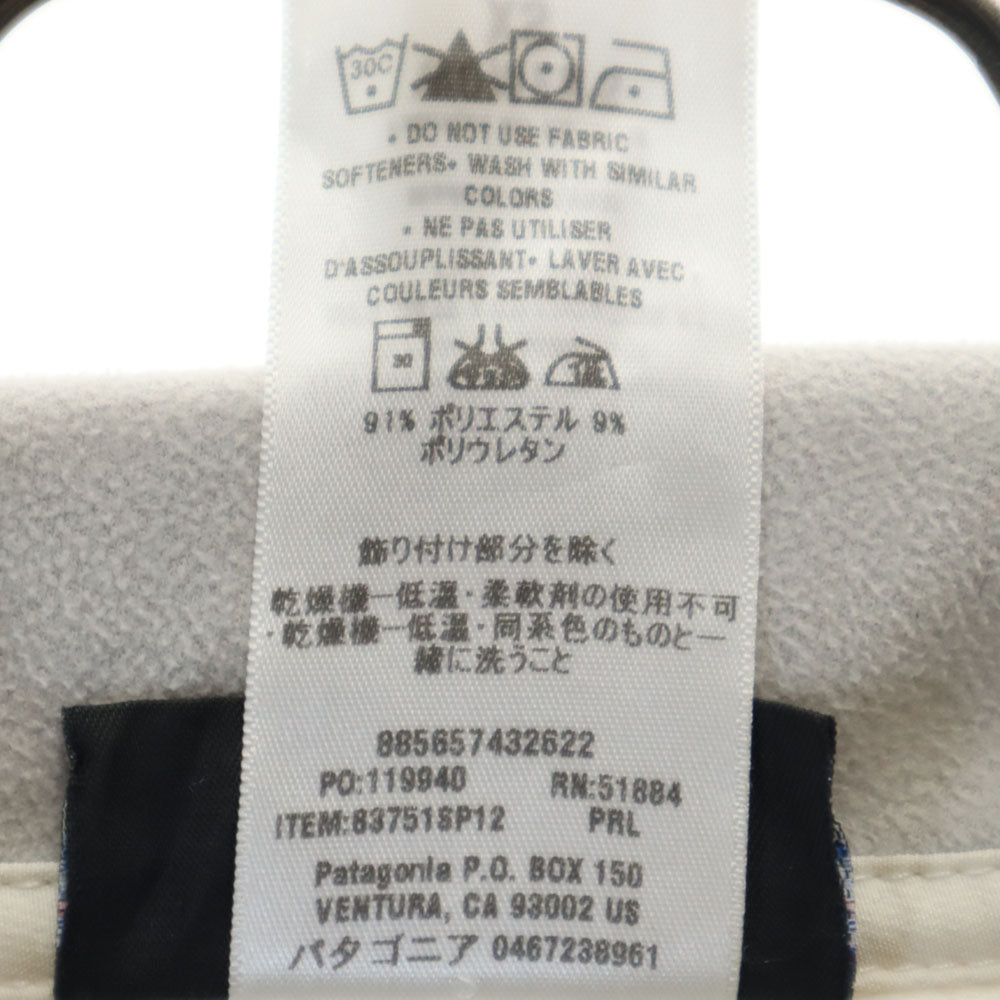 30C
• DO NOT USE FABRIC
SOFTENERS• WASH WITH SIMILAR
COLORS
• NE PAS UTILISER
D'ASSOUPLISSANT• LAVER AVEC
COULEURS SEMBLABLES
30
91% ポリエステル 9%
ポリウレタン
飾り付け部分を除く
乾燥機ー低温・柔軟剤の使用不可
・乾燥機ー低温・同系色のものと一
緒に洗うこと
885657432622
PO:119940 RN:51884
ITEM:83751SP12 PRL
Patagonia P.O. BOX 150
VENTURA, CA 93002 US
パタゴニア 0467238961